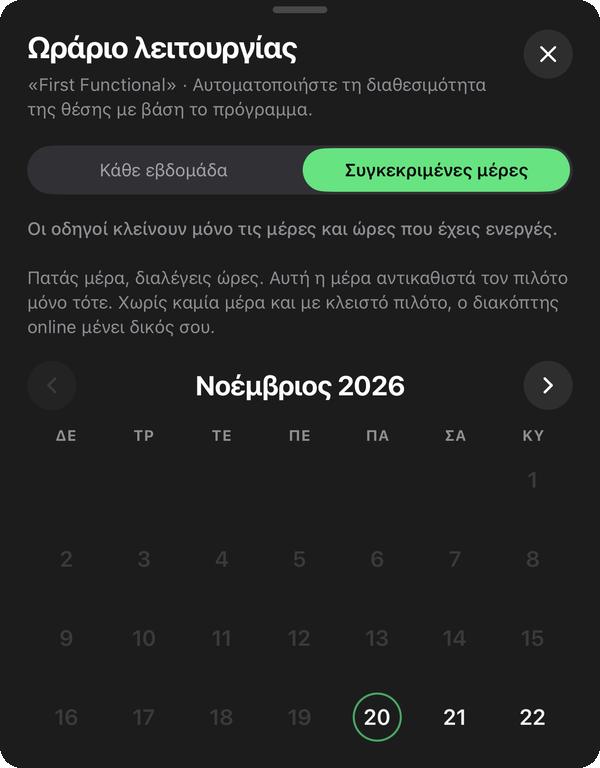 Ωράριο λειτουργίας
«First Functional» · Αυτοματοποιήστε τη διαθεσιμότητα
της θέσης με βάση το πρόγραμμα.
Κάθε εβδομάδα Συγκεκριμένες μέρες
Οι οδηγοί κλείνουν μόνο τις μέρες και ώρες που έχεις ενεργές.
Πατάς μέρα, διαλέγεις ώρες. Αυτή η μέρα αντικαθιστά τον πιλότο
μόνο τότε. Χωρίς καμία μέρα και με κλειστό πιλότο, ο διακόπτης
online μένει δικός σου.
Νοέμβριος 2026
ΔΕ ΤΡ ΤΕ ΠΕ ΠΑ ΣΑ ΚΥ
1
2 3 4 5 6 7 8
9 10 11 12 13 14 15
16 17 18 19 20 21 22